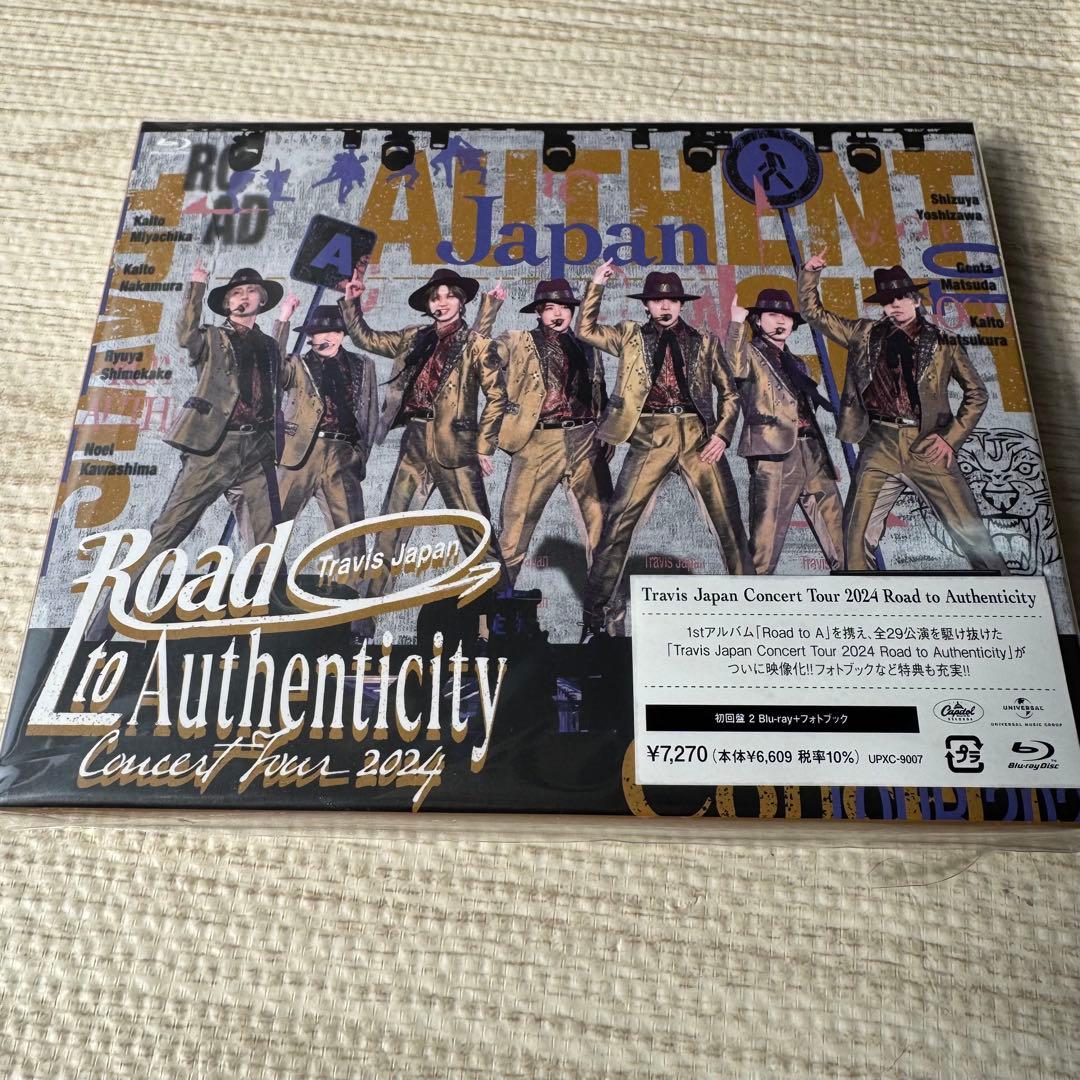 RO
AD
AUTHENT
Japan
A
Kaito
Miyachika
Kaito
Nakamura
Ryuya
Shimekake
Noel
Kawashima
Shizuya
Yoshizawa
Genta
Matsuda
Kaito
Matsukura
Travis Japan
Travis
Road
Travis Japan
to Authenticity
Concert Tour 2024
Travis Japan Concert Tour 2024 Road to Authenticity
1stアルバム「Road to A」を携え、全29公演を駆け抜けた
「Travis Japan Concert Tour 2024 Road to Authenticity」が
ついに映像化!!フォトブックなど特典も充実!!
初回盤 2 Blu-ray+フォトブック
Capitol
RECORDS
UNIVERSAL
UNIVERSAL MUSIC GROUP
¥7,270(本体¥6,609 税率10%) UPXC-9007
プラ
Blu-ray Disc